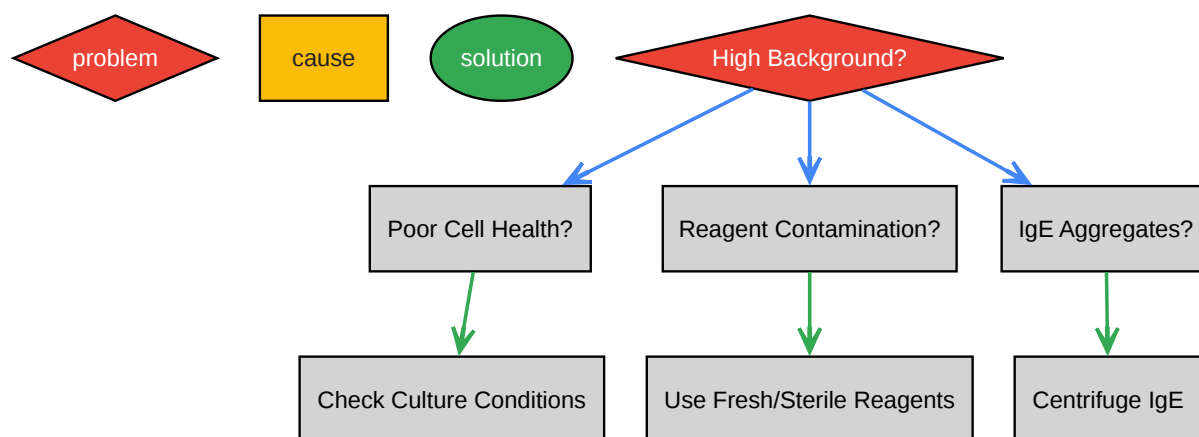 problem
cause
solution
High Background?
Poor Cell Health?
Reagent Contamination?
IgE Aggregates?
Check Culture Conditions
Use Fresh/Sterile Reagents
Centrifuge IgE